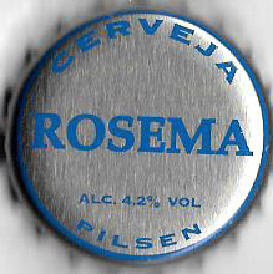 CERVEJA
ROSEMA
ALC. 4.2% VOL
PILSEN